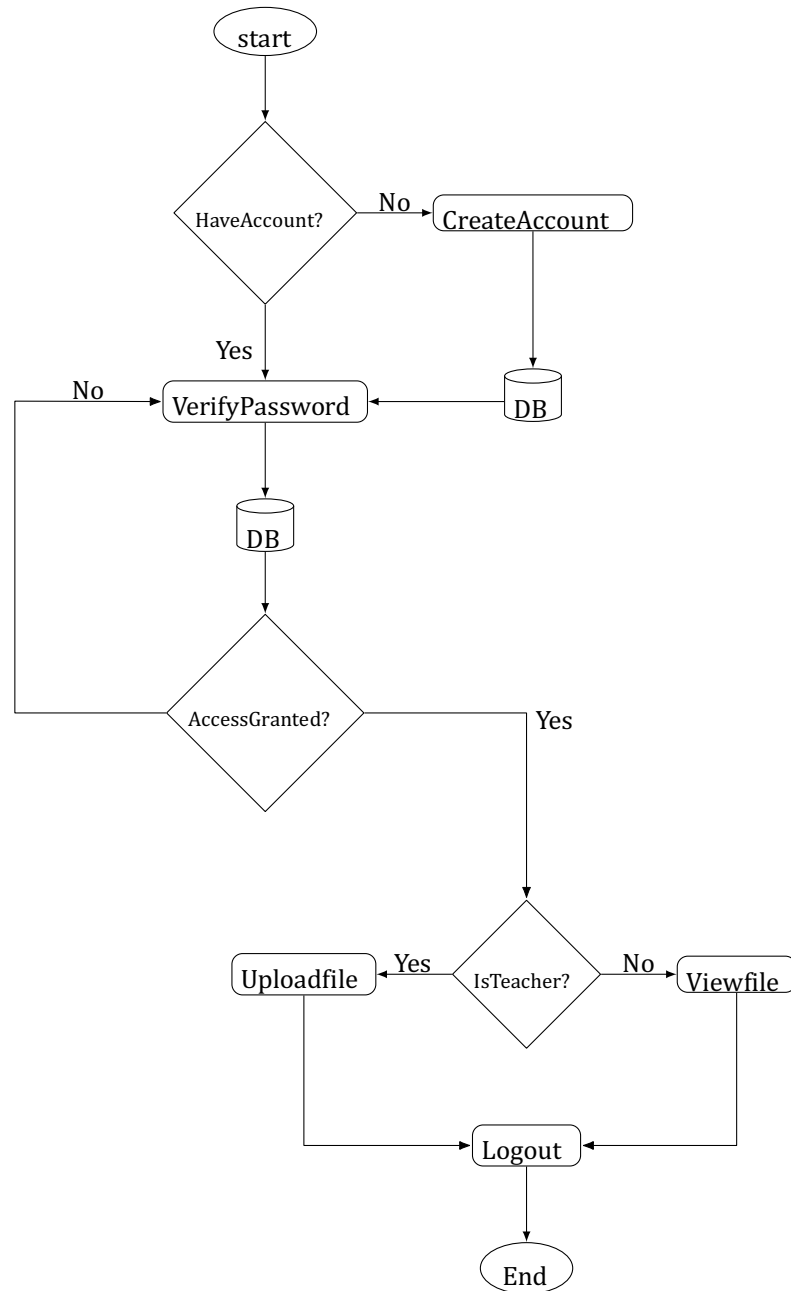 start
HaveAccount?
No
CreateAccount
Yes
No
VerifyPassword
DB
DB
AccessGranted?
Yes
Uploadfile
Yes
IsTeacher?
No
Viewfile
Logout
End